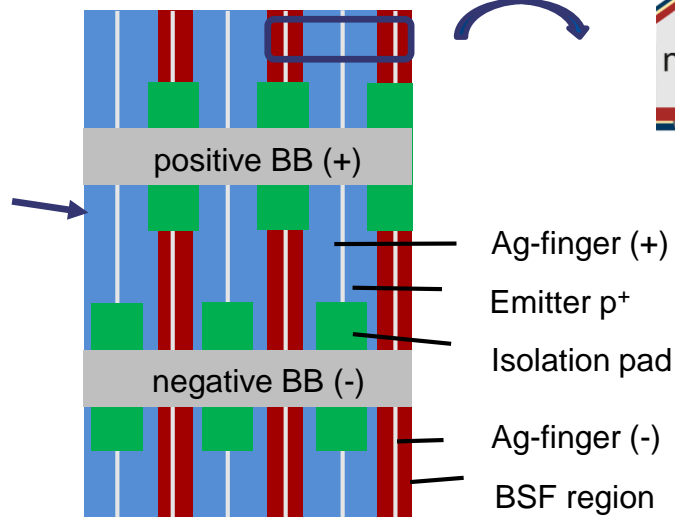 n
positive BB (+)
Ag-finger (+)
Emitter p⁺
Isolation pad
negative BB (-)
Ag-finger (-)
BSF region